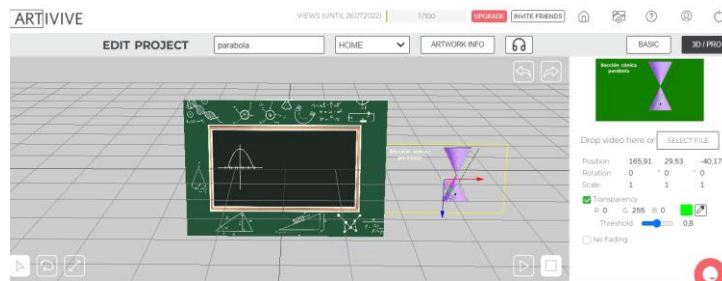 ARTIVIVE
VIEWS (UNTIL 26.07.2022) 1/100 UPGRADE INVITE FRIENDS
EDIT PROJECT parabola HOME ARTWORK INFO BASIC 3D / PRO
Sección cónica
parabola
Drop video here or SELECT FILE
Position 165,91 29,53 -40,17
Rotation 0 ° 0 ° 0
Scale 1 1 1
Transparency
R 0 G 255 B 0
Threshold 0,8
No Fading